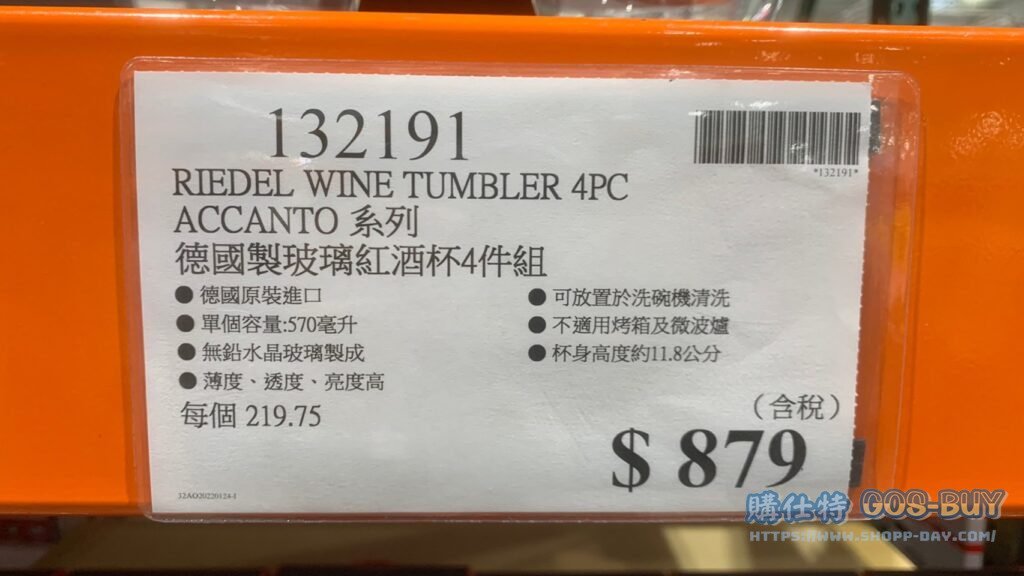 132191
*132191*
RIEDEL WINE TUMBLER 4PC
ACCANTO 系列
德國製玻璃紅酒杯4件組
● 德國原裝進口
● 單個容量:570毫升
● 無鉛水晶玻璃製成
● 薄度、透度、亮度高
● 可放置於洗碗機清洗
● 不適用烤箱及微波爐
● 杯身高度約11.8公分
每個 219.75
（含稅）
$ 879
32AO20220124-1
購仕特 GOS-BUY
HTTPS://WWW.SHOPP-DAY.COM/